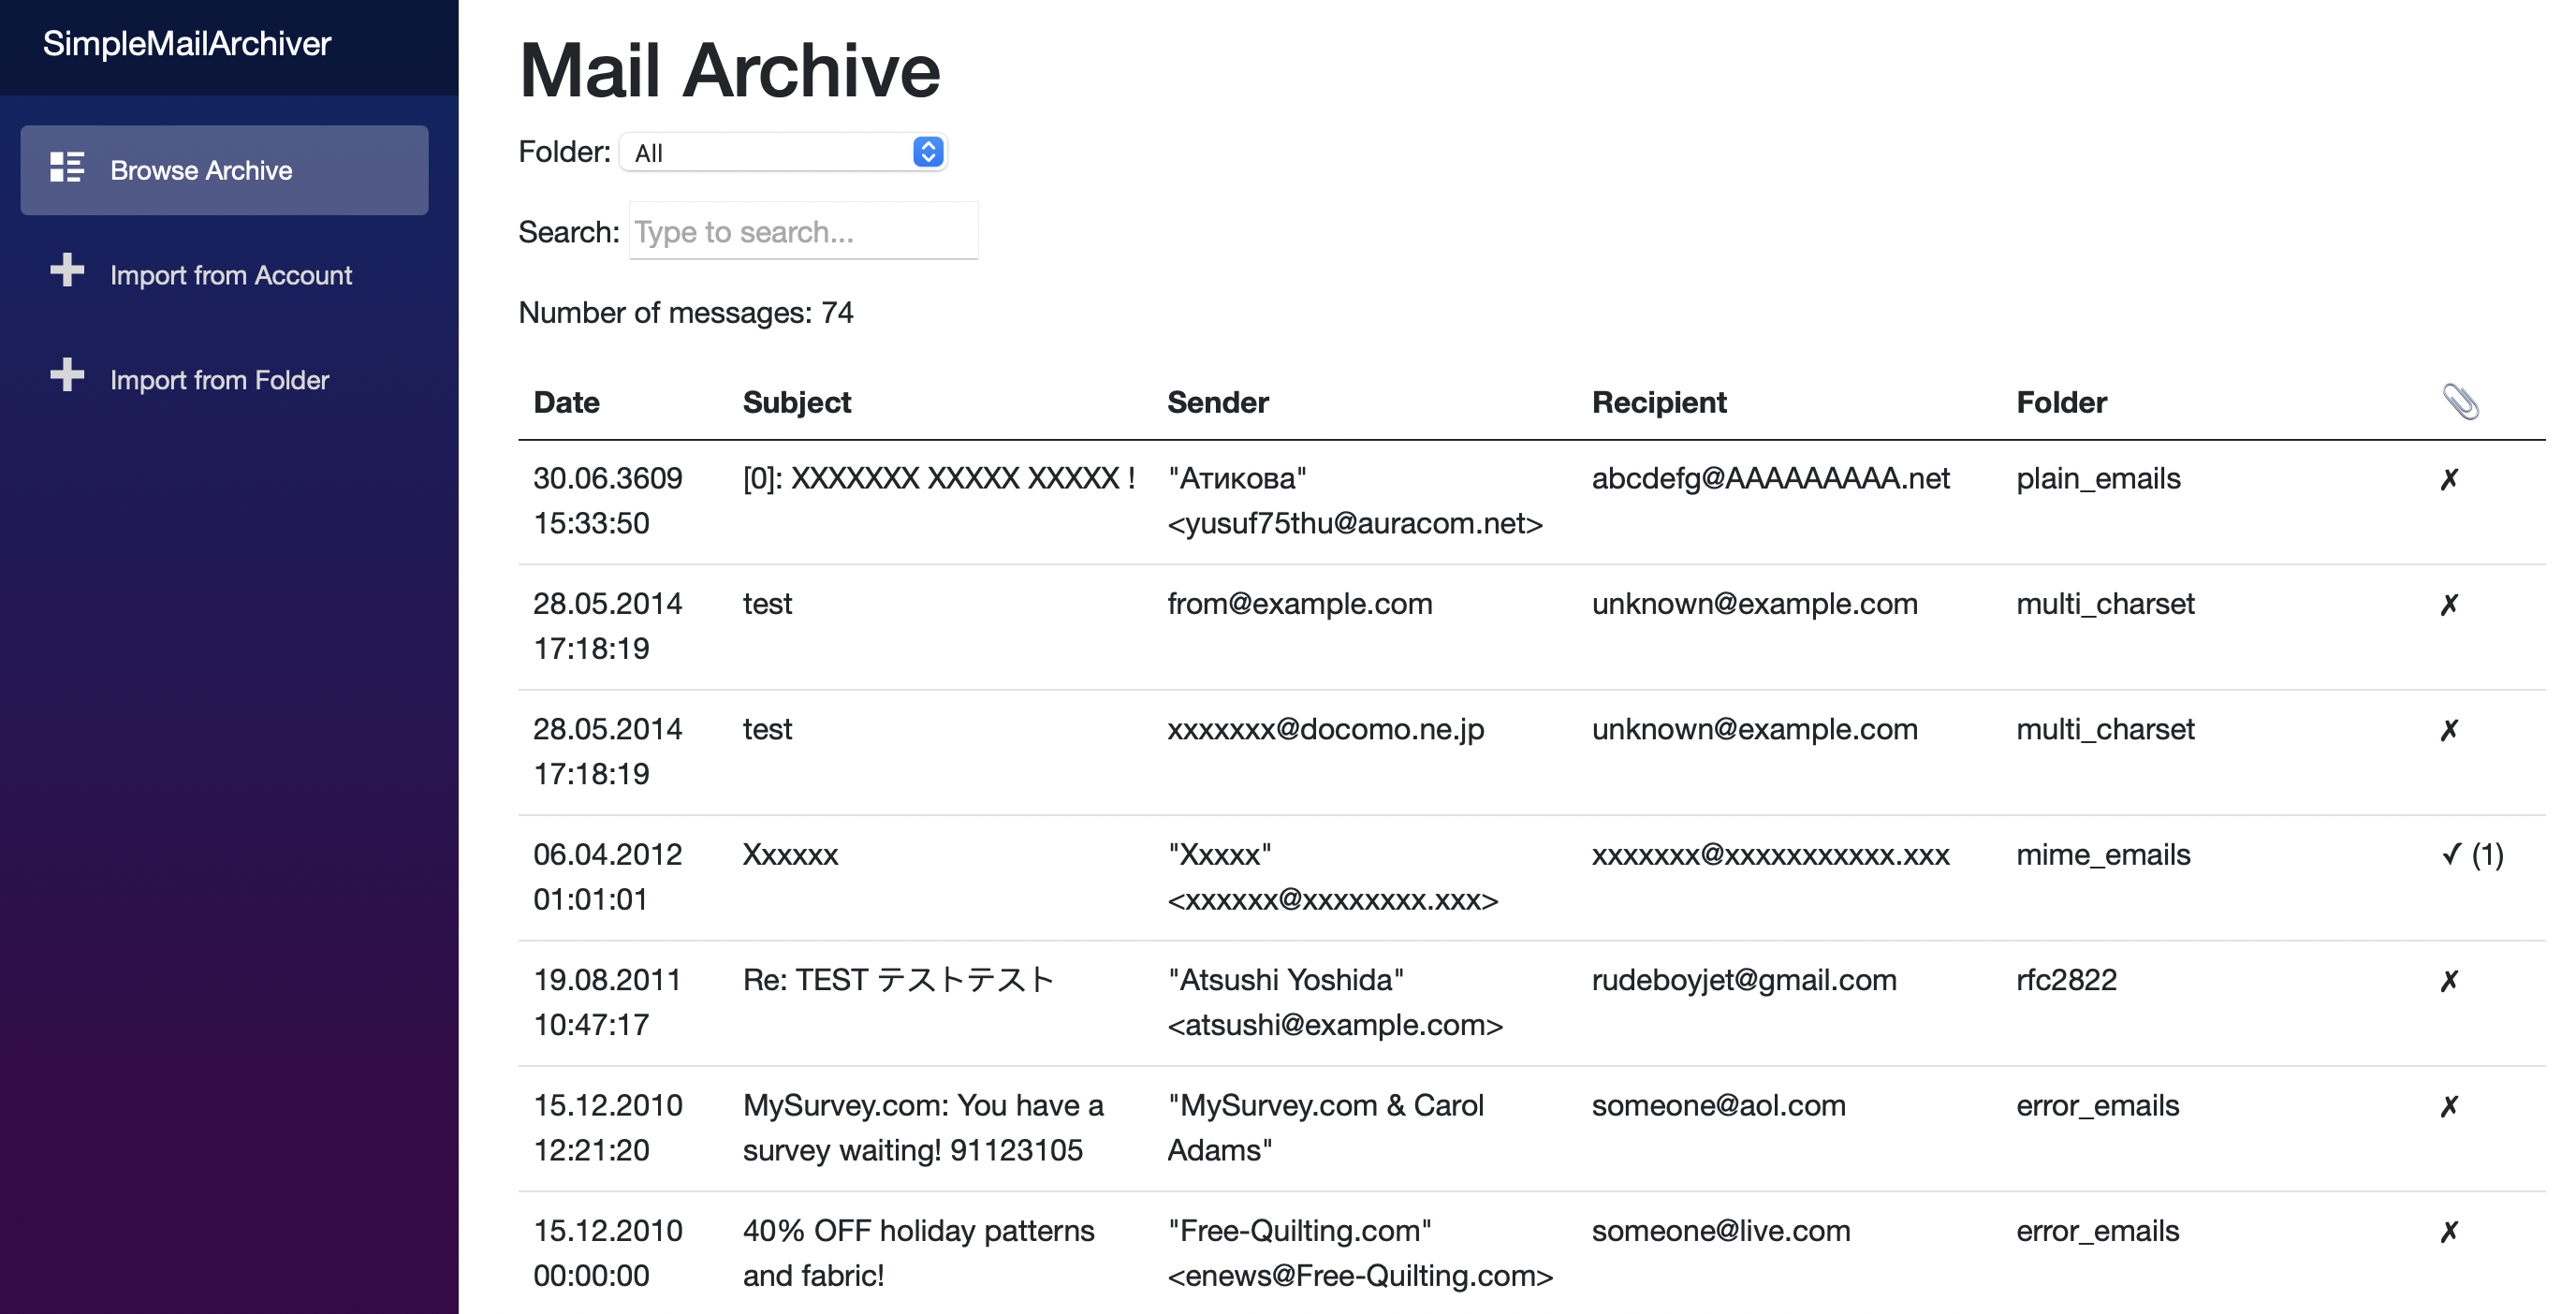 SimpleMailArchiver
Browse Archive
Import from Account
Import from Folder
Mail Archive
Folder: All
Search: Type to search...
Number of messages: 74
Date Subject Sender Recipient Folder 📎
30.06.3609 [0]: XXXXXXX XXXXX XXXXX ! "Атикова" abcdefg@AAAAAAAAA.net plain_emails ✗
15:33:50 <yusuf75thu@auracom.net>
28.05.2014 test from@example.com unknown@example.com multi_charset ✗
17:18:19
28.05.2014 test xxxxxxx@docomo.ne.jp unknown@example.com multi_charset ✗
17:18:19
06.04.2012 Xxxxxx "Xxxxx" xxxxxxx@xxxxxxxxxxx.xxx mime_emails ✓ (1)
01:01:01 <xxxxxx@xxxxxxxx.xxx>
19.08.2011 Re: TEST テストテスト "Atsushi Yoshida" rudeboyjet@gmail.com rfc2822 ✗
10:47:17 <atsushi@example.com>
15.12.2010 MySurvey.com: You have a "MySurvey.com & Carol someone@aol.com error_emails ✗
12:21:20 survey waiting! 91123105 Adams"
15.12.2010 40% OFF holiday patterns "Free-Quilting.com" someone@live.com error_emails ✗
00:00:00 and fabric! <enews@Free-Quilting.com>